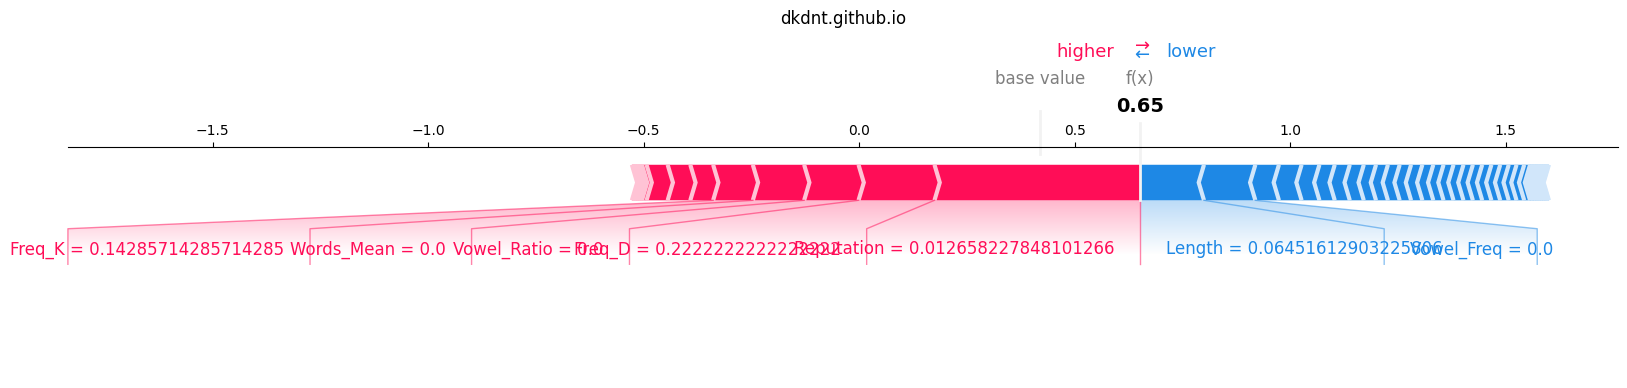 dkdnt.github.io
higher ⇄ lower
base value f(x)
0.65
−1.5 −1.0 −0.5 0.0 0.5 1.0 1.5
Freq_K = 0.14285714285714285 Words_Mean = 0.0 Vowel_Ratio = 0.0 Freq_D = 0.2222222222222222 Reputation = 0.012658227848101266 Length = 0.06451612903225806 Vowel_Freq = 0.0